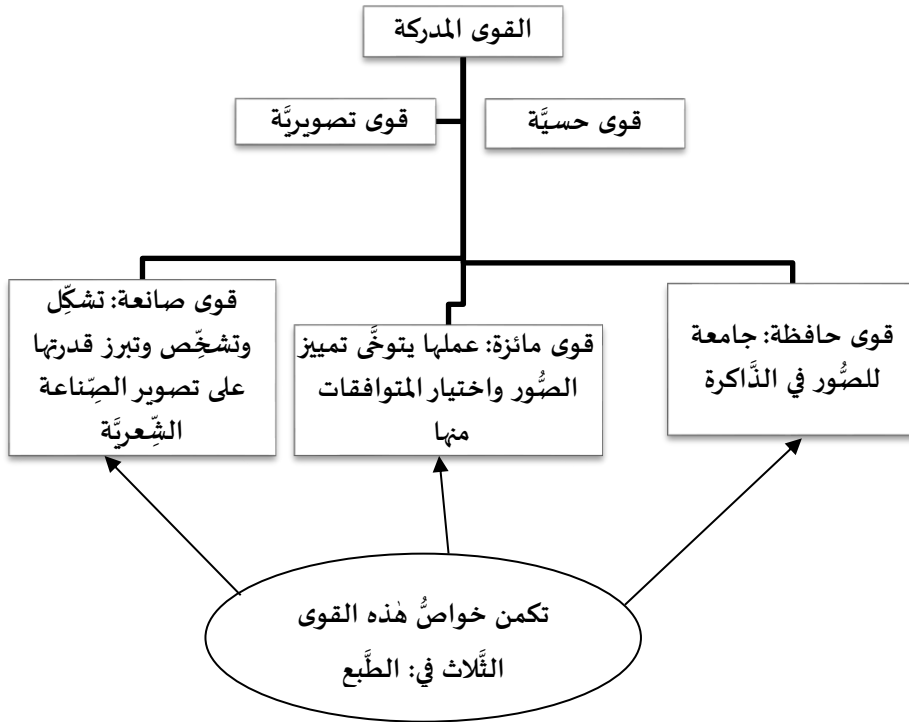 القوى المدركة
قوى حسيَّة
قوى تصويريَّة
قوى حافظة: جامعة
للصُّور في الذَّاكرة
قوى مائزة: عملها يتوخَّى تمييز
الصُّور واختيار المتوافقات
منها
قوى صانعة: تشكِّل
وتشخِّص وتبرز قدرتها
على تصوير الصِّناعة
الشِّعريَّة
تكمن خواصُّ هٰذه القوى
الثَّلاث في: الطَّبع